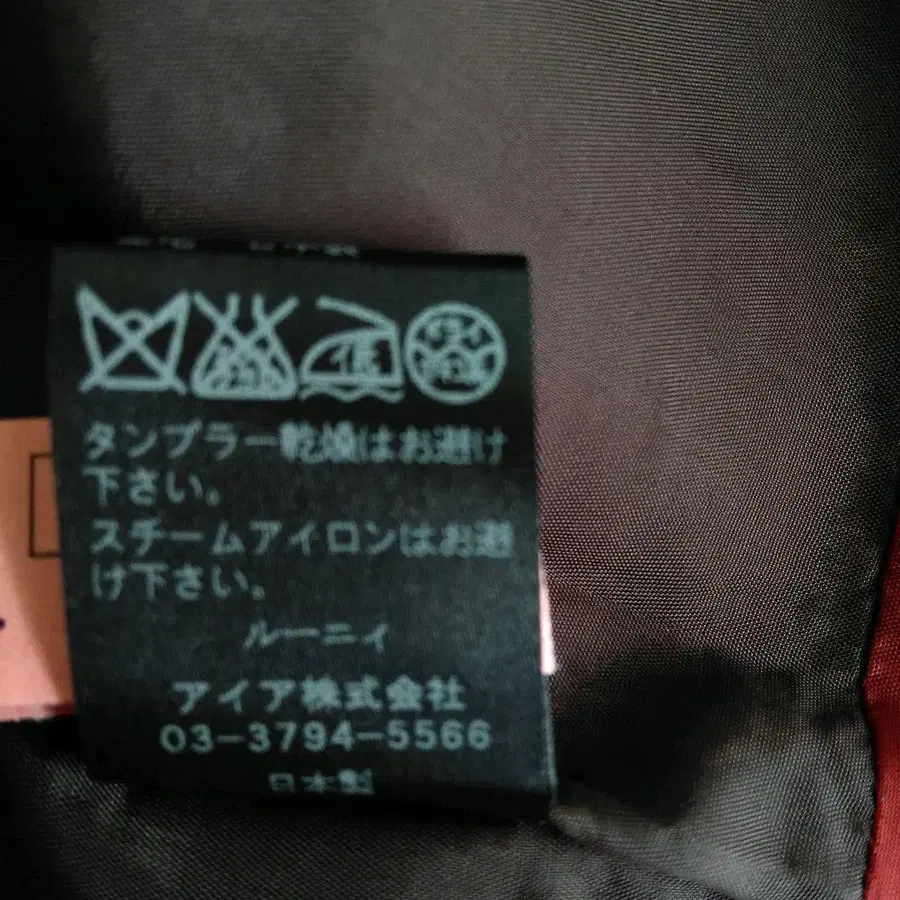 タンブラー乾燥はお避け
下さい。
スチームアイロンはお避
け下さい。
ルーニィ
アイア株式会社
03-3794-5566
日本製